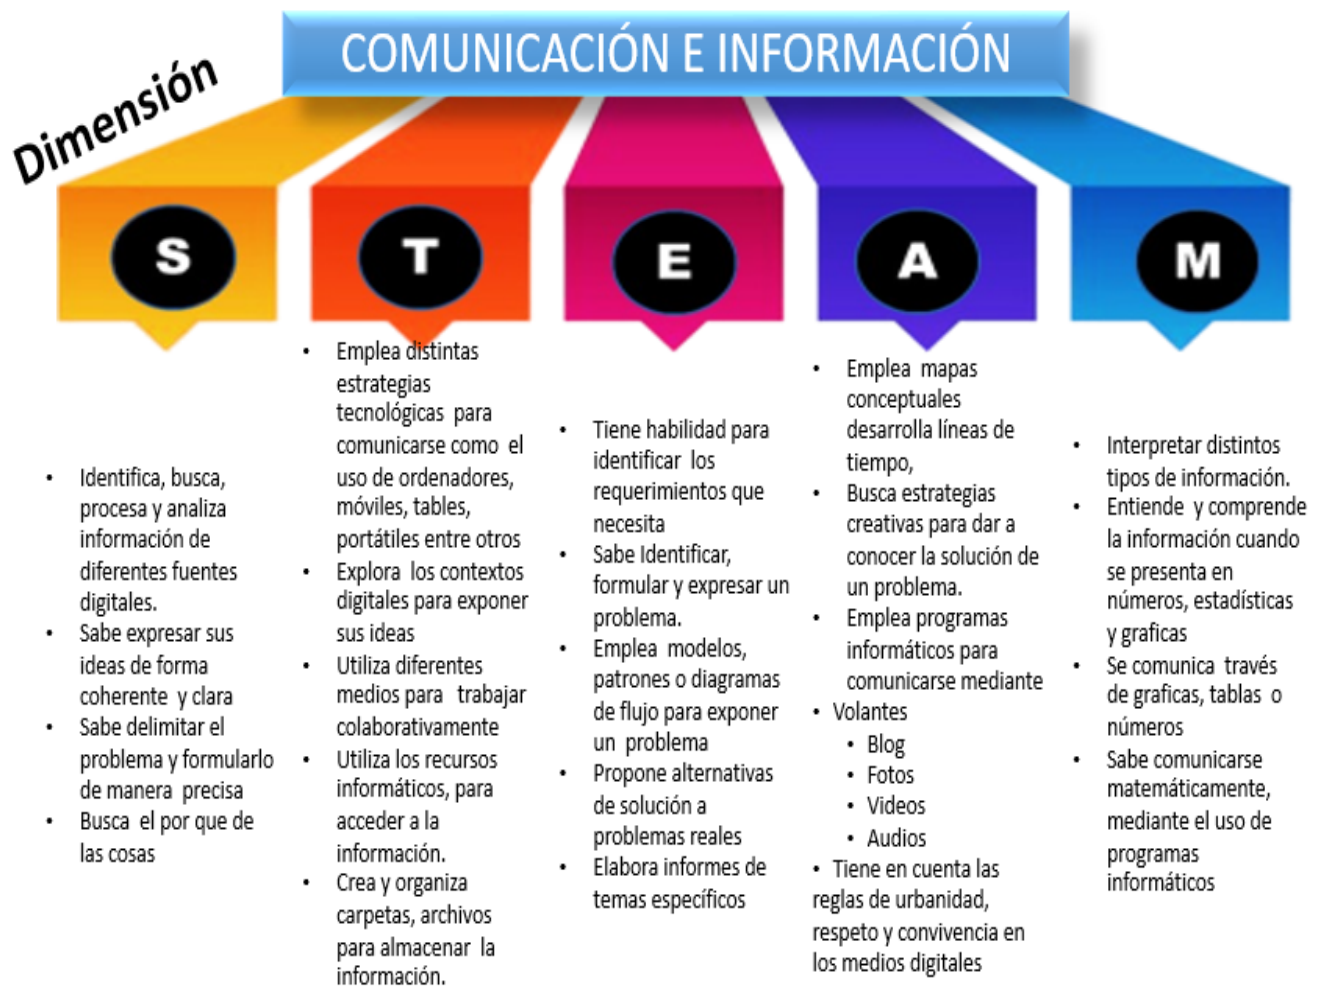 COMUNICACIÓN E INFORMACIÓN
Dimensión
S
• Identifica, busca,
procesa y analiza
información de
diferentes fuentes
digitales.
• Sabe expresar sus
ideas de forma
coherente y clara
• Sabe delimitar el
problema y formularlo
de manera precisa
• Busca el por que de
las cosas
T
• Emplea distintas
estrategias
tecnológicas para
comunicarse como el
uso de ordenadores,
móviles, tables,
portátiles entre otros
• Explora los contextos
digitales para exponer
sus ideas
• Utiliza diferentes
medios para trabajar
colaborativamente
• Utiliza los recursos
informáticos, para
acceder a la
información.
• Crea y organiza
carpetas, archivos
para almacenar la
información.
E
• Tiene habilidad para
identificar los
requerimientos que
necesita
• Sabe Identificar,
formular y expresar un
problema.
• Emplea modelos,
patrones o diagramas
de flujo para exponer
un problema
• Propone alternativas
de solución a
problemas reales
• Elabora informes de
temas específicos
A
• Emplea mapas
conceptuales
desarrolla líneas de
tiempo,
• Busca estrategias
creativas para dar a
conocer la solución de
un problema.
• Emplea programas
informáticos para
comunicarse mediante
• Volantes
• Blog
• Fotos
• Videos
• Audios
• Tiene en cuenta las
reglas de urbanidad,
respeto y convivencia en
los medios digitales
M
• Interpretar distintos
tipos de información.
• Entiende y comprende
la información cuando
se presenta en
números, estadísticas
y graficas
• Se comunica través
de graficas, tablas o
números
• Sabe comunicarse
matemáticamente,
mediante el uso de
programas
informáticos